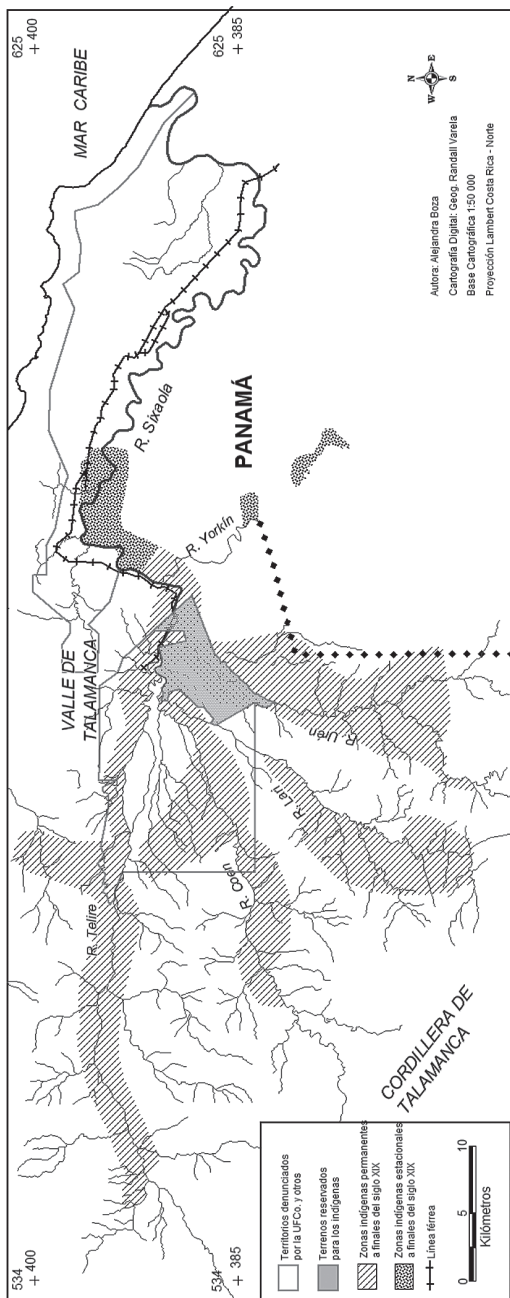 534
+ 400
625
+ 400
+ 385
MAR CARIBE
VALLE DE
TALAMANCA
R. Sixaola
PANAMÁ
R. Yorkín
R. Telire
R. Coen
R. Lari
R. Urén
CORDILLERA DE
TALAMANCA
534
+ 385
N
W
E
S
Autora: Alejandra Boza
Cartografía Digital: Geog. Randall Varela
Base Cartográfica 1:50 000
Proyección Lambert Costa Rica - Norte
Territorios denunciados
por la UFCo. y otros
Terrenos reservados
para los indígenas
Zonas indígenas permanentes
a finales del siglo XIX
Zonas indígenas estacionales
a finales del siglo XIX
Línea férrea
0
5
10
Kilómetros